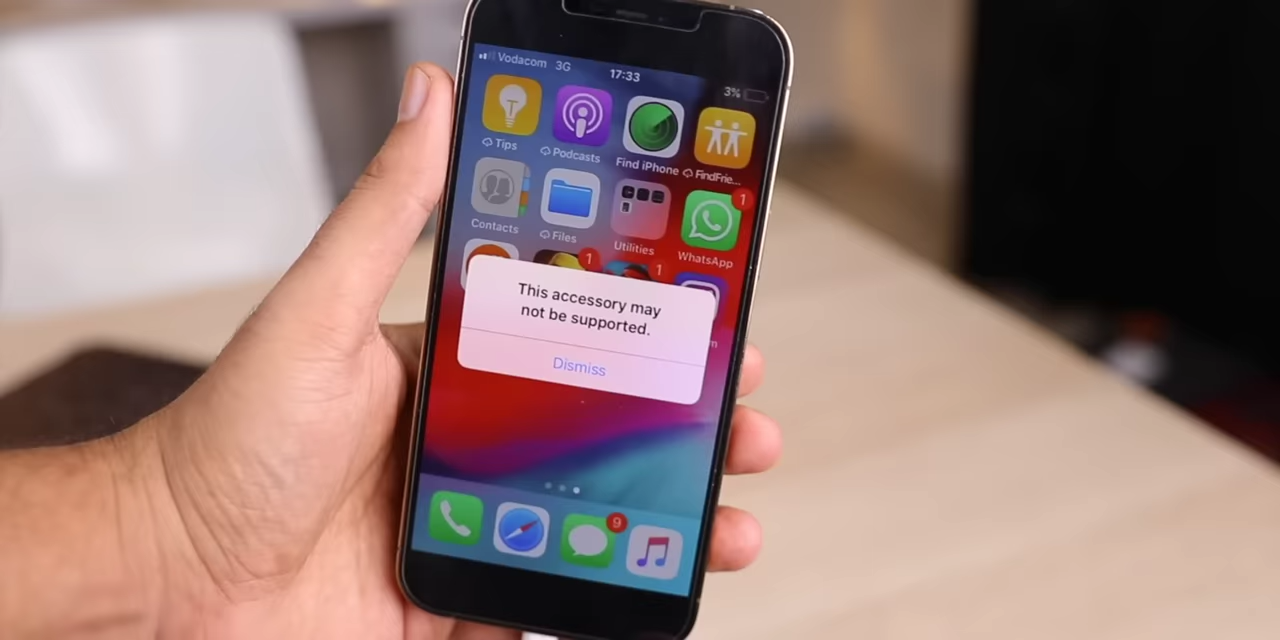 Vodacom 3G 17:33 3%
Tips Podcasts Find iPhone FindFrie...
Contacts Files Utilities WhatsApp
1
1 1
This accessory may
not be supported.
m
Dismiss
9